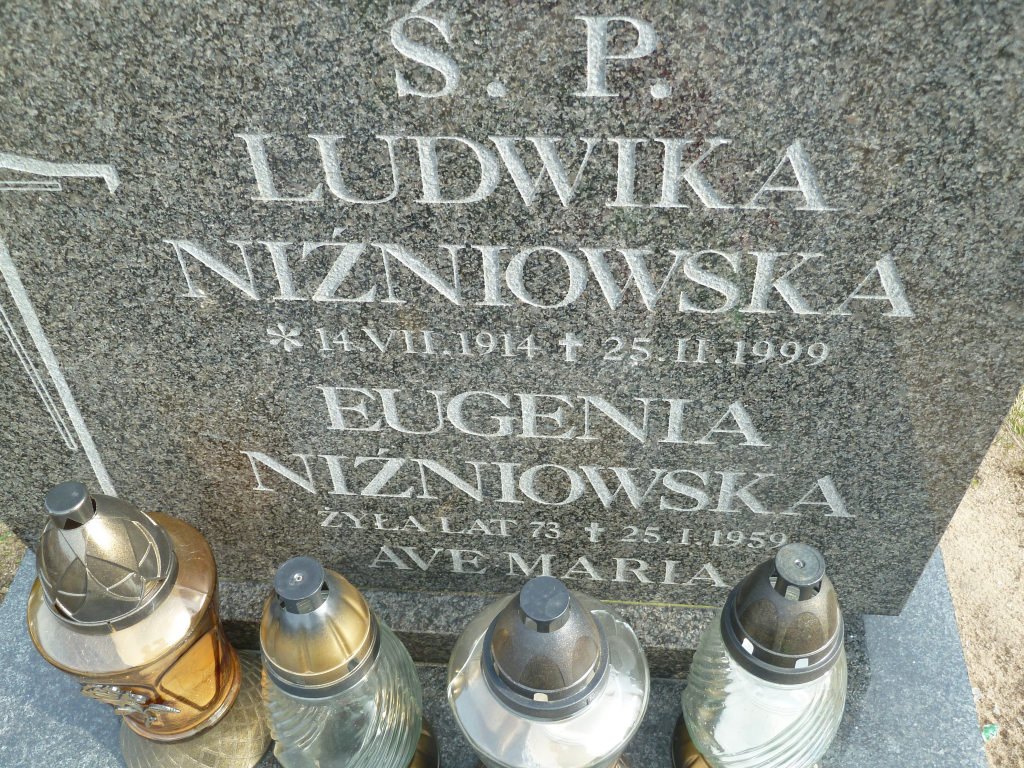 Ś. P.
LUDWIKA
NIŹNIOWSKA
* 14.VII.1914 ✝ 25.II.1999
EUGENIA
NIŹNIOWSKA
ŻYŁA LAT 73 ✝ 25.I.1959
AVE MARIA